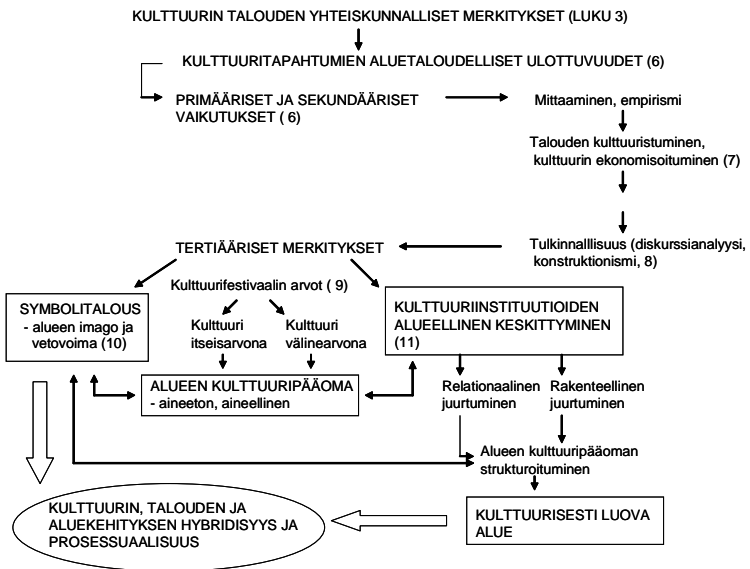 KULTTUURIN TALOUDEN YHTEISKUNNALLISET MERKITYKSET (LUKU 3)
KULTTUURITAPAHTUMIEN ALUETALOUDELLISET ULOTTUVUUDET (6)
PRIMÄÄRISET JA SEKUNDÄÄRISET
VAIKUTUKSET ( 6)
Mittaaminen, empirismi
Talouden kulttuuristuminen,
kulttuurin ekonomisoituminen (7)
Tulkinnalllisuus (diskurssianalyysi,
konstruktionismi, 8)
TERTIÄÄRISET MERKITYKSET
Kulttuurifestivaalin arvot ( 9)
SYMBOLITALOUS
- alueen imago ja
vetovoima (10)
Kulttuuri
itseisarvona
Kulttuuri
välinearvona
KULTTUURIINSTITUUTIOIDEN
ALUEELLINEN KESKITTYMINEN
(11)
ALUEEN KULTTUURIPÄÄOMA
- aineeton, aineellinen
Relationaalinen
juurtuminen
Rakenteellinen
juurtuminen
Alueen kulttuuripääoman
strukturoituminen
KULTTUURIN, TALOUDEN JA
ALUEKEHITYKSEN HYBRIDISYYS JA
PROSESSUAALISUUS
KULTTUURISESTI LUOVA
ALUE